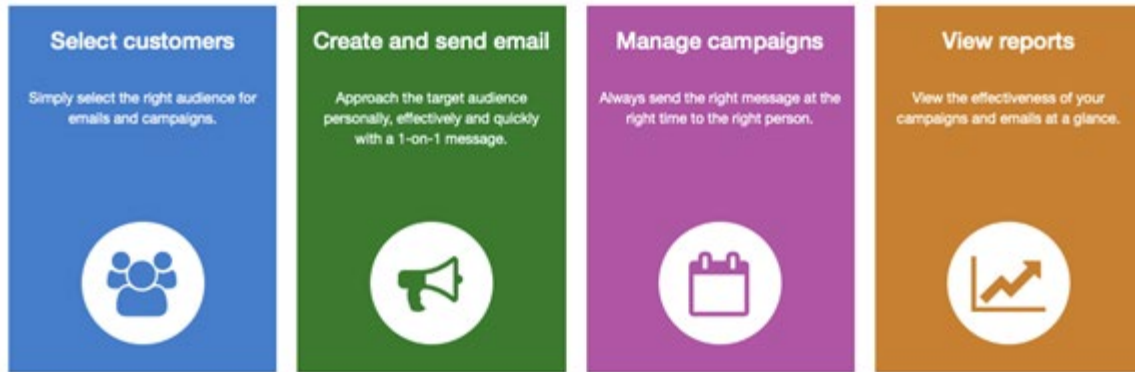 Select customers
Simply select the right audience for
emails and campaigns.
Create and send email
Approach the target audience
personally, effectively and quickly
with a 1-on-1 message.
Manage campaigns
Always send the right message at the
right time to the right person.
View reports
View the effectiveness of your
campaigns and emails at a glance.